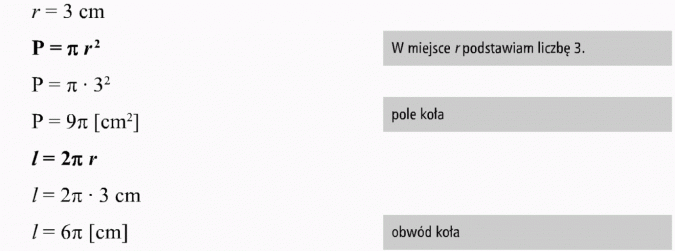 r = 3 cm
P = π r²
W miejsce r podstawiam liczbę 3.
P = π · 3²
P = 9π [cm²]
pole koła
l = 2π r
l = 2π · 3 cm
l = 6π [cm]
obwód koła